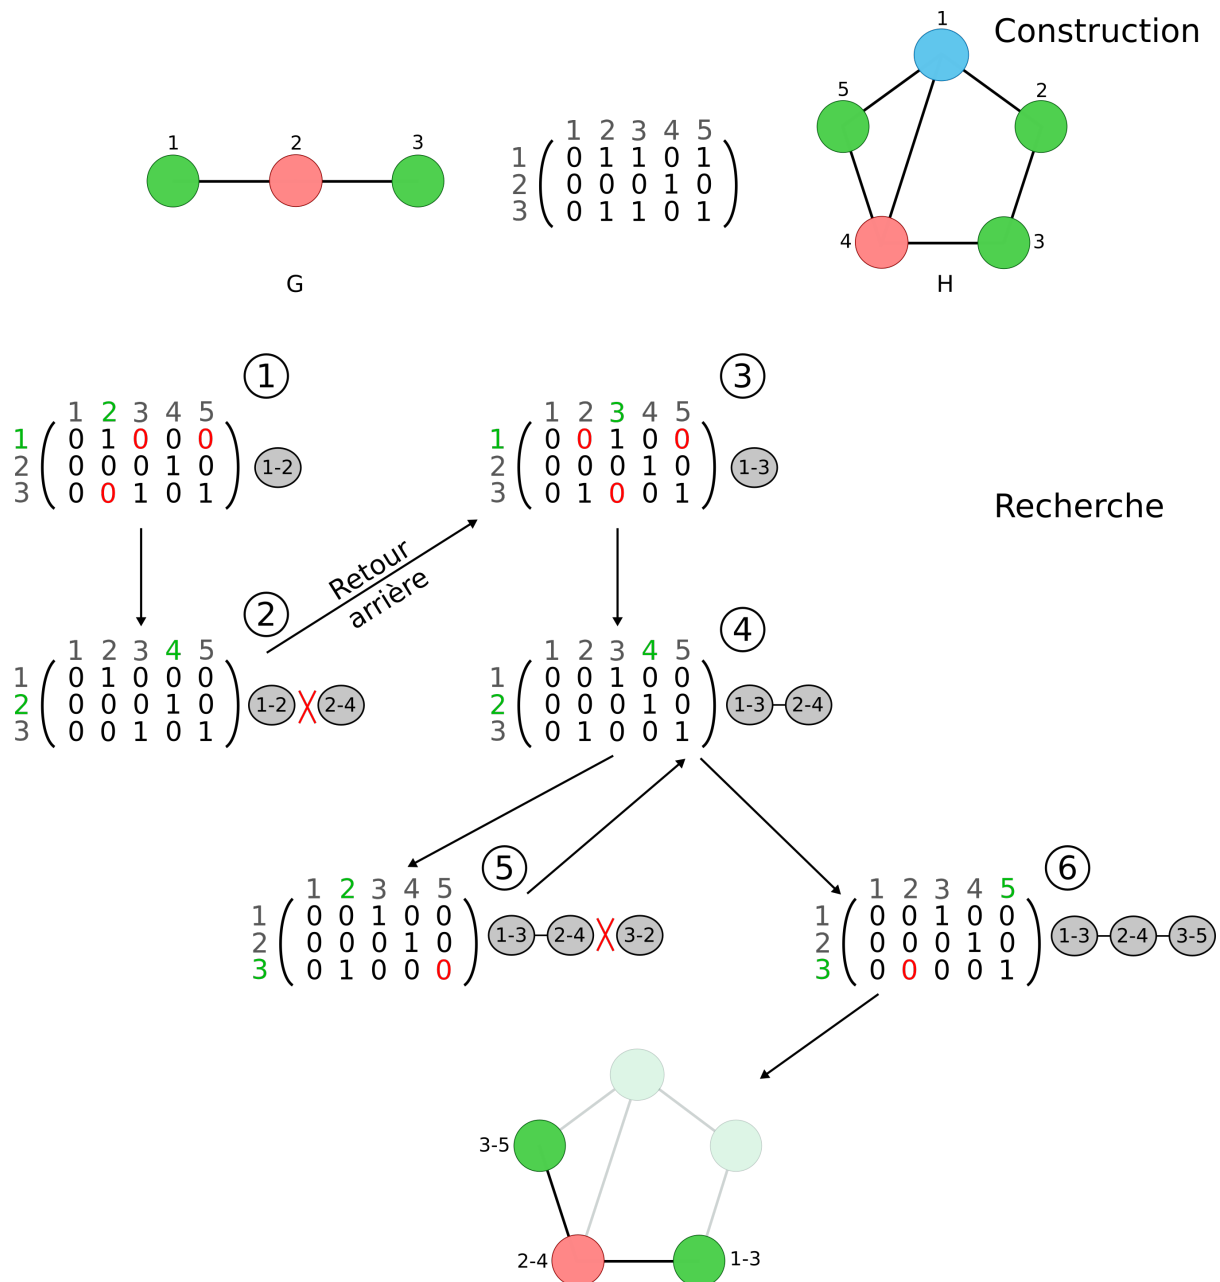 Construction
1 2 3
G
1 2 3 4 5
1 0 1 1 0 1
2 0 0 0 1 0
3 0 1 1 0 1
1
5 2
4 3
H
Recherche
1
1 2 3 4 5
1 0 1 0 0 0
2 0 0 0 1 0
3 0 0 1 0 1
1-2
2
1 2 3 4 5
1 0 1 0 0 0
2 0 0 0 1 0
3 0 0 1 0 1
1-2 2-4
Retour
arrière
3
1 2 3 4 5
1 0 0 1 0 0
2 0 0 0 1 0
3 0 1 0 0 1
1-3
4
1 2 3 4 5
1 0 0 1 0 0
2 0 0 0 1 0
3 0 1 0 0 1
1-3 2-4
5
1 2 3 4 5
1 0 0 1 0 0
2 0 0 0 1 0
3 0 1 0 0 0
1-3 2-4 3-2
6
1 2 3 4 5
1 0 0 1 0 0
2 0 0 0 1 0
3 0 0 0 0 1
1-3 2-4 3-5
3-5
2-4 1-3